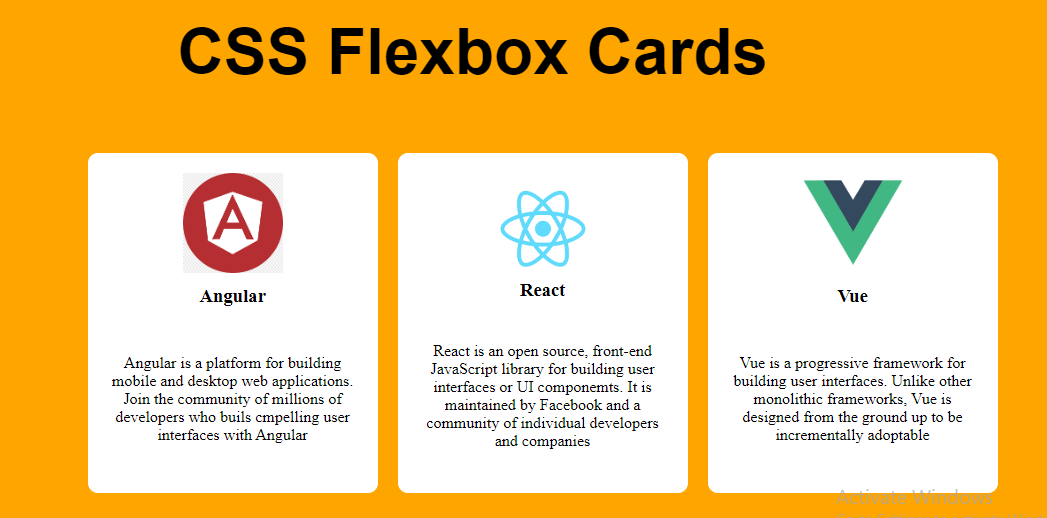 CSS Flexbox Cards
A
Angular
Angular is a platform for building
mobile and desktop web applications.
Join the community of millions of
developers who buils cmpelling user
interfaces with Angular
React
React is an open source, front-end
JavaScript library for building user
interfaces or UI componemts. It is
maintained by Facebook and a
community of individual developers
and companies
Vue
Vue is a progressive framework for
building user interfaces. Unlike other
monolithic frameworks, Vue is
designed from the ground up to be
incrementally adoptable
Activate Windows